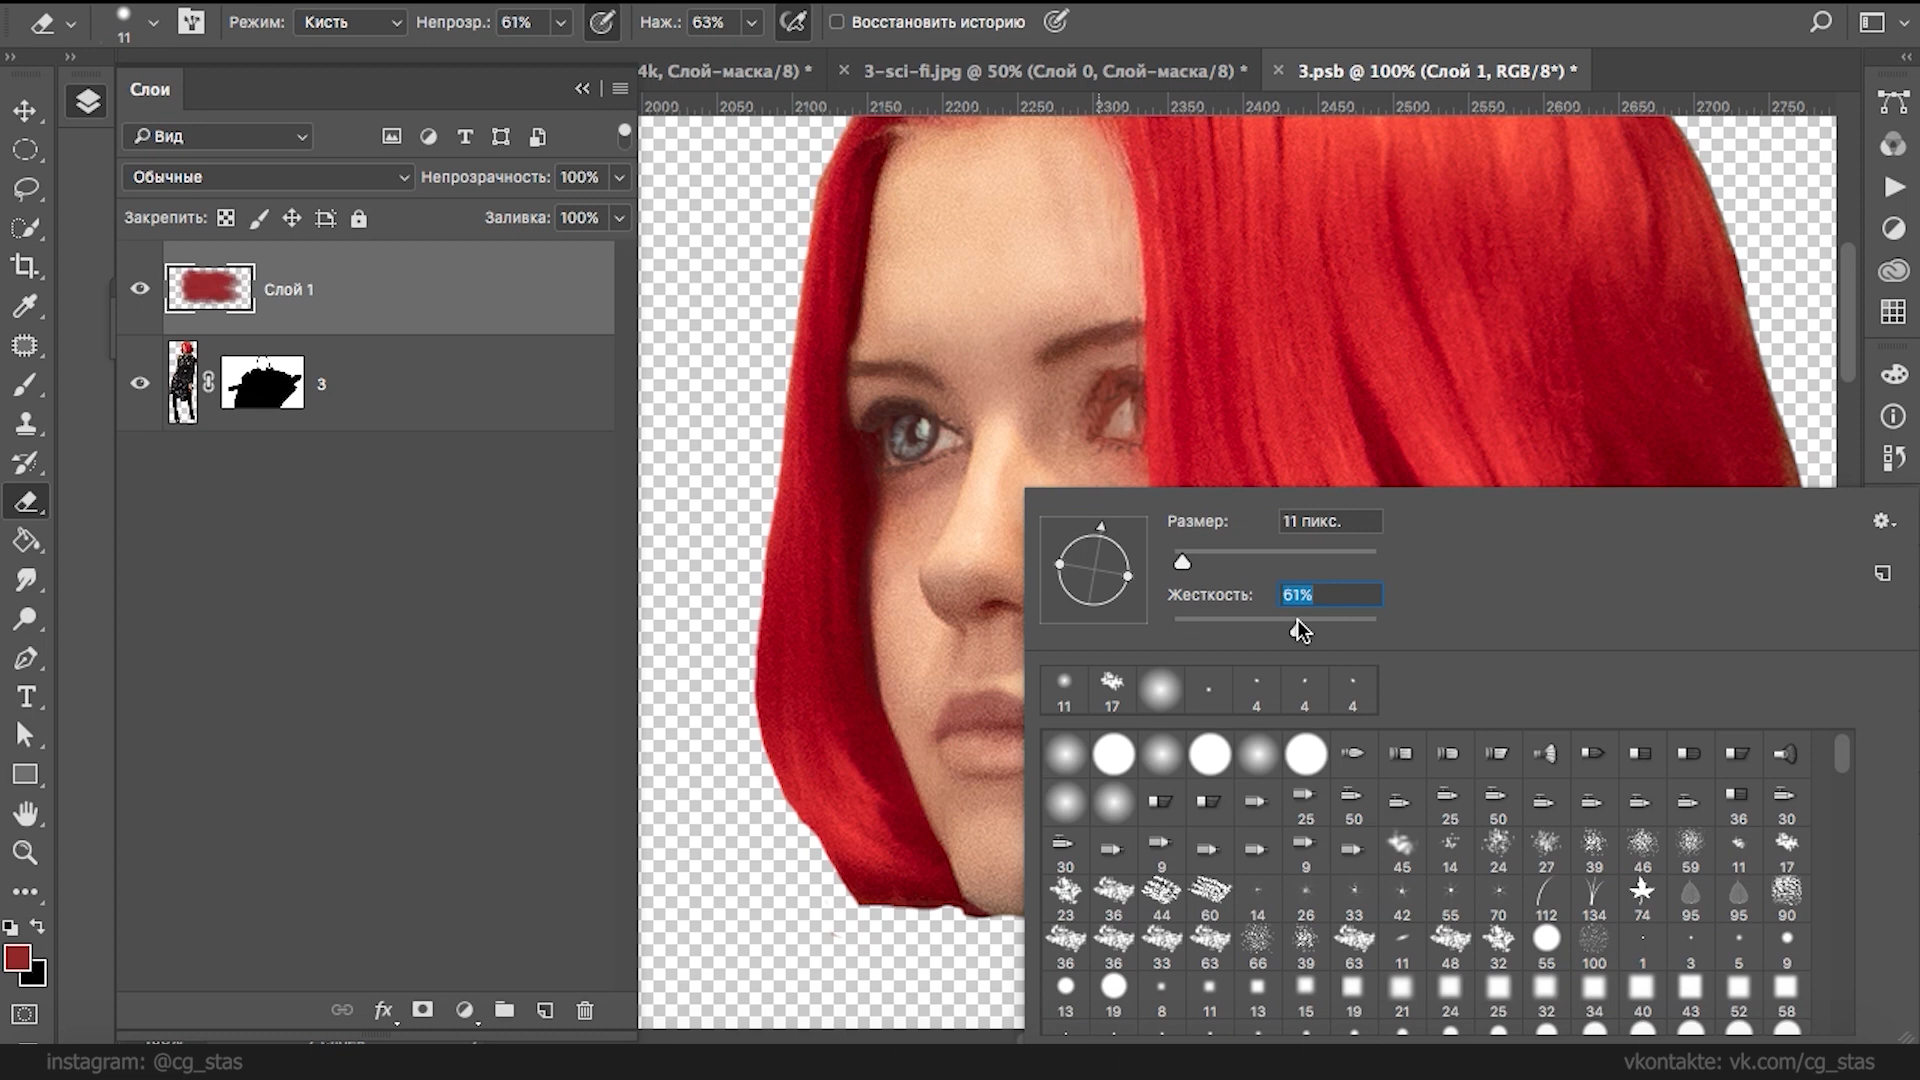 11
Режим:
Кисть
Непрозр.:
61%
Наж.:
63%
Восстановить историю
4k, Слой-маска/8) *
3-sci-fi.jpg @ 50% (Слой 0, Слой-маска/8) *
3.psb @ 100% (Слой 1, RGB/8*) *
Слои
2000 2050 2100 2150 2200 2250 2300 2350 2400 2450 2500 2550 2600 2650 2700 2750
Вид
Обычные
Непрозрачность: 100%
Закрепить:
Заливка: 100%
Слой 1
3
Размер: 11 пикс.
Жесткость: 61%
11 17 4 4 4
25 50 25 50 36 30
30 9 9 45 14 24 27 39 46 59 11 17
23 36 44 60 14 26 33 42 55 70 112 134 74 95 95 90
36 36 33 63 66 39 63 11 48 32 55 100 1 3 5 9
13 19 8 11 13 15 19 21 24 25 32 34 40 43 52 58
fx
T
instagram: @cg_stas
vkontakte: vk.com/cg_stas